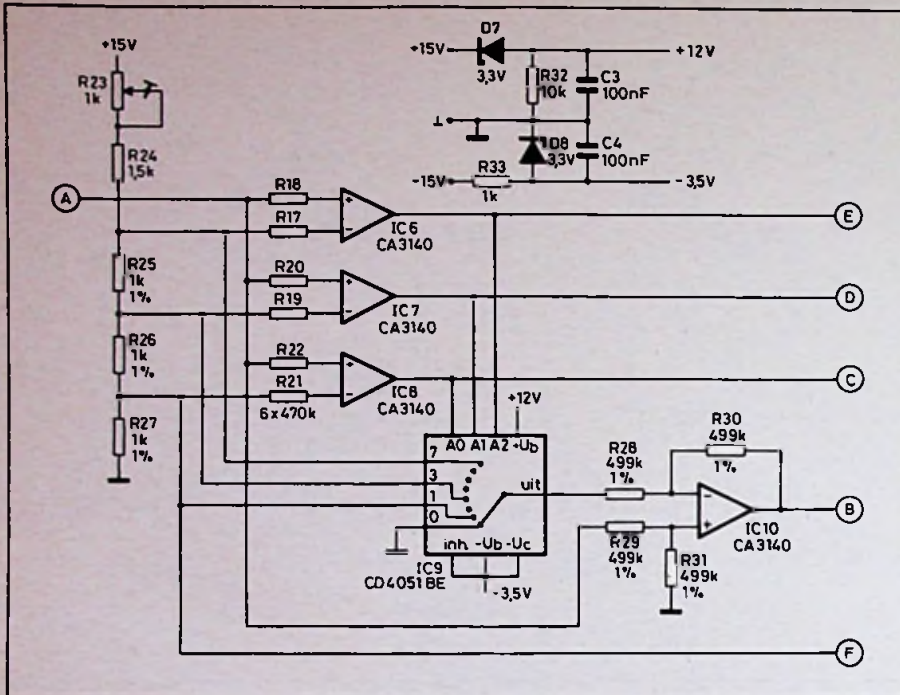 +15V
R23
1k
R24
1,5k
A
R25
1k
1%
R26
1k
1%
R27
1k
1%
D7
+15V
3,3V
+12V
R32
10k
C3
100nF
⊥
D8
3,3V
C4
100nF
-15V
R33
1k
-3,5V
R18
+
R17
-
IC6
CA3140
E
R20
+
R19
-
IC7
CA3140
D
R22
+
R21
-
6x470k
IC8
CA3140
C
+12V
A0 A1 A2 +Ub
7
3
1
0
uit
inh. -Ub -Uc
IC9
CD4051BE
-3,5V
R28
499k
1%
R30
499k
1%
-
+
IC10
CA3140
B
R29
499k
1%
R31
499k
1%
F